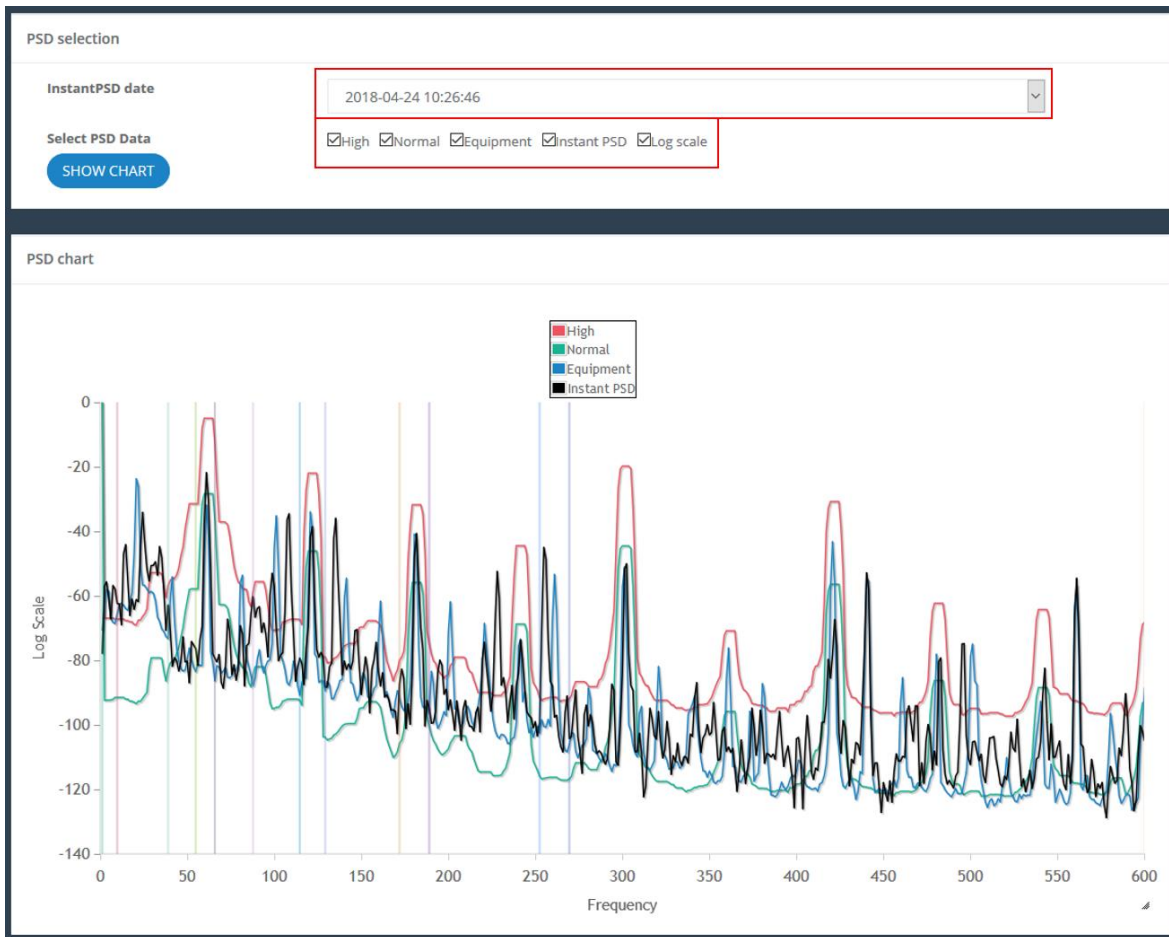 PSD selection
InstantPSD date
2018-04-24 10:26:46
Select PSD Data
High Normal Equipment Instant PSD Log scale
SHOW CHART
PSD chart
High
Normal
Equipment
Instant PSD
0
-20
-40
-60
-80
-100
-120
-140
Log Scale
0 50 100 150 200 250 300 350 400 450 500 550 600
Frequency